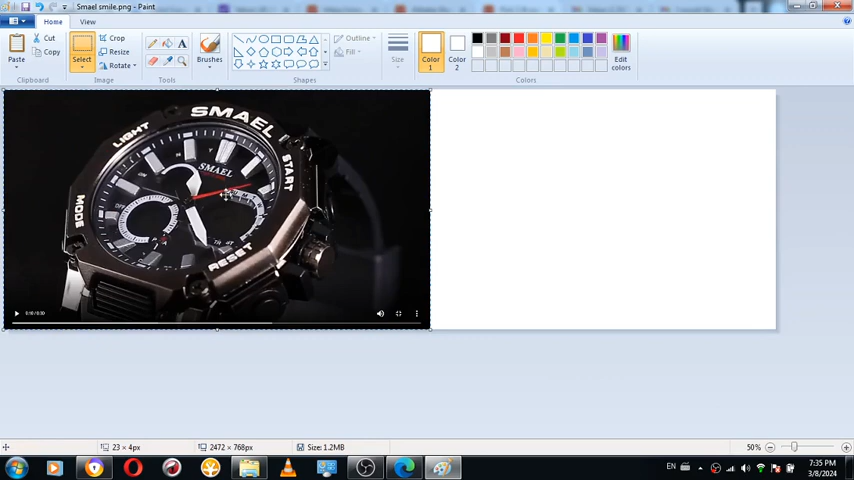 Smael smile.png - Paint
Home
View
Paste
Cut
Copy
Clipboard
Select
Crop
Resize
Rotate
Image
Tools
Brushes
Outline
Fill
Shapes
Size
Color 1
Color 2
Edit colors
Colors
SMAEL
LIGHT
START
SMAEL
ON
OFF
MODE
RESET
23 × 4px
2472 × 768px
Size: 1.2MB
50%
EN
7:35 PM
3/8/2024